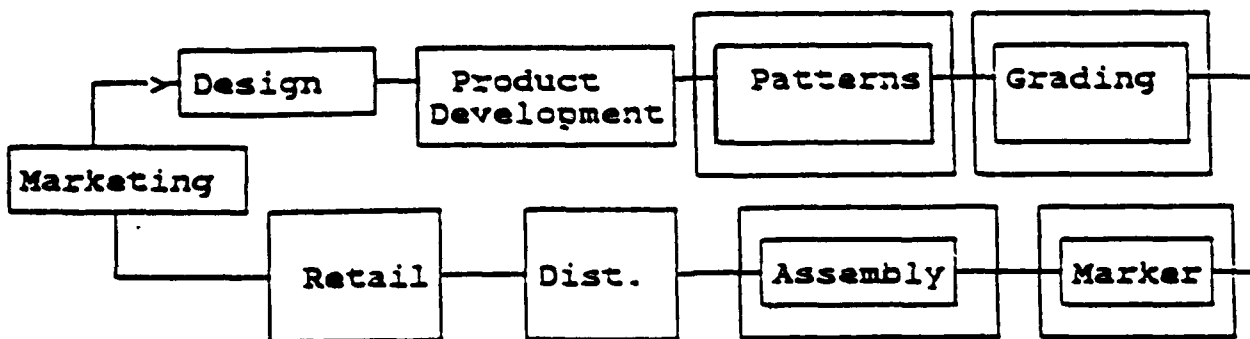 Design
Product
Development
Patterns
Grading
Marketing
Retail
Dist.
Assembly
Marker